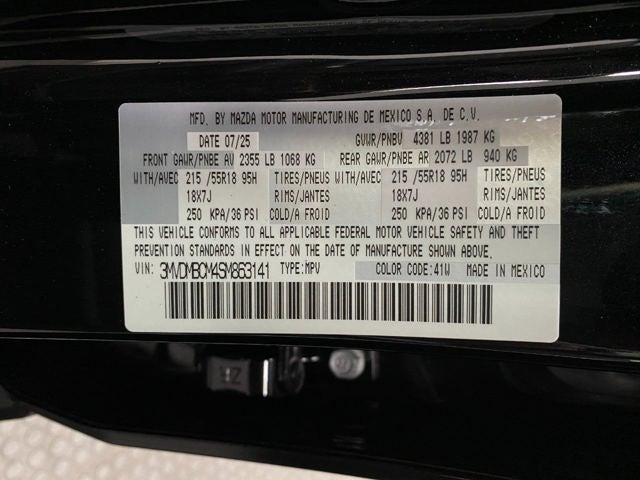 MFD. BY MAZDA MOTOR MANUFACTURING DE MEXICO S.A. DE C.V.
DATE 07/25 GVWR/PNBV 4381 LB 1987 KG
FRONT GAWR/PNBE AV 2355 LB 1068 KG REAR GAWR/PNBE AR 2072 LB 940 KG
WITH/AVEC 215 /55R18 95H TIRES/PNEUS WITH/AVEC 215 /55R18 95H TIRES/PNEUS
18X7J RIMS/JANTES 18X7J RIMS/JANTES
250 KPA/36 PSI COLD/A FROID 250 KPA/36 PSI COLD/A FROID
THIS VEHICLE CONFORMS TO ALL APPLICABLE FEDERAL MOTOR VEHICLE SAFETY AND THEFT
PREVENTION STANDARDS IN EFFECT ON THE DATE OF MANUFACTURE SHOWN ABOVE.
VIN: 3MVDMBCM4SM863141 TYPE: MPV COLOR CODE: 41W MADE IN MEXICO